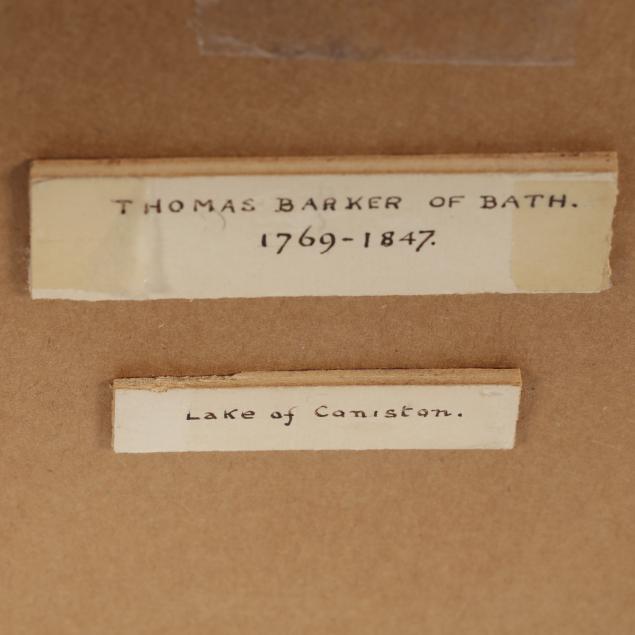 THOMAS BARKER OF BATH.
1769-1847.
Lake of Coniston.